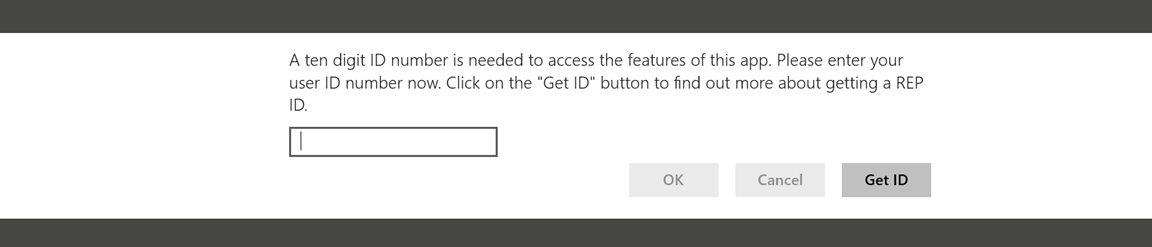 A ten digit ID number is needed to access the features of this app. Please enter your
user ID number now. Click on the "Get ID" button to find out more about getting a REP
ID.
OK Cancel Get ID